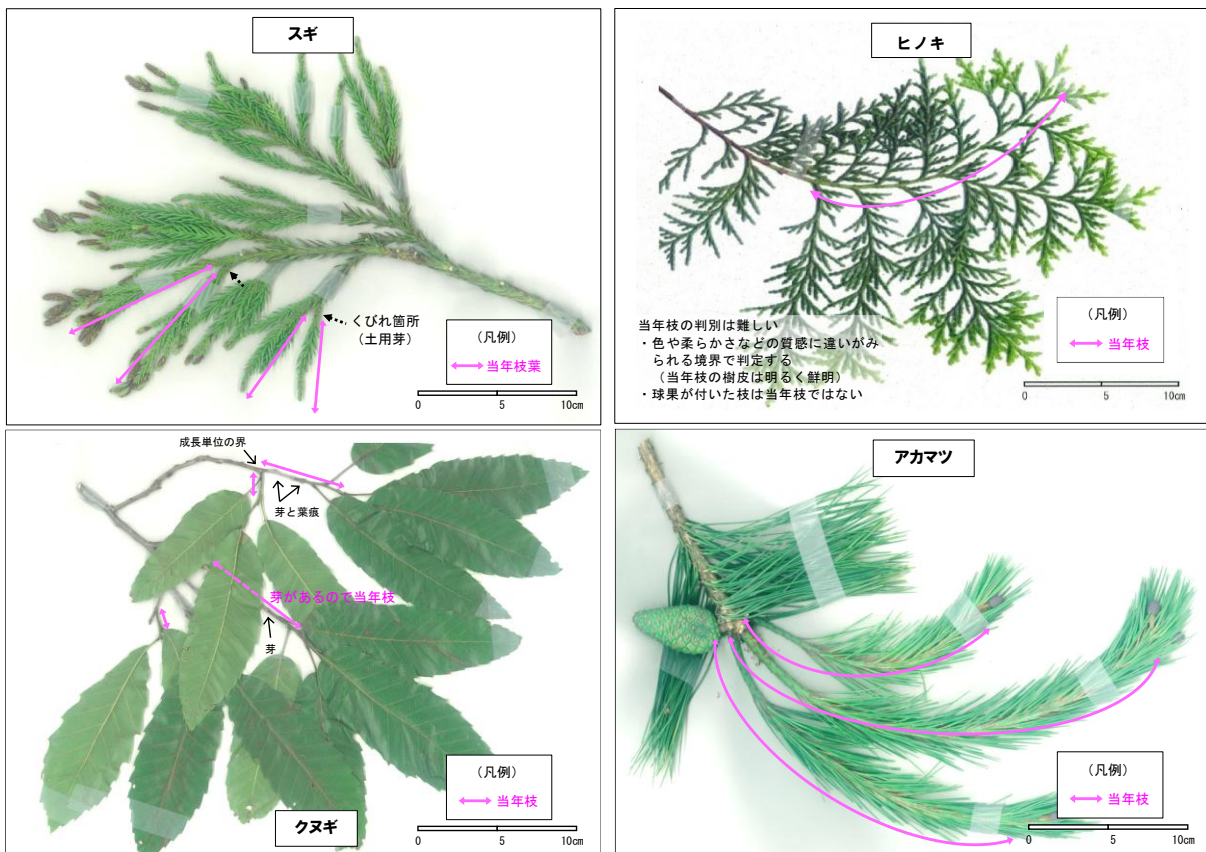 スギ
くびれ箇所
(土用芽)
(凡例)
当年枝葉
0 5 10cm
ヒノキ
当年枝の判別は難しい
・色や柔らかさなどの質感に違いがみ
られる境界で判定する
(当年枝の樹皮は明るく鮮明)
・球果が付いた枝は当年枝ではない
(凡例)
当年枝
0 5 10cm
成長単位の界
芽と葉痕
芽があるので当年枝
芽
クヌギ
(凡例)
当年枝
0 5 10cm
アカマツ
(凡例)
当年枝
0 5 10cm